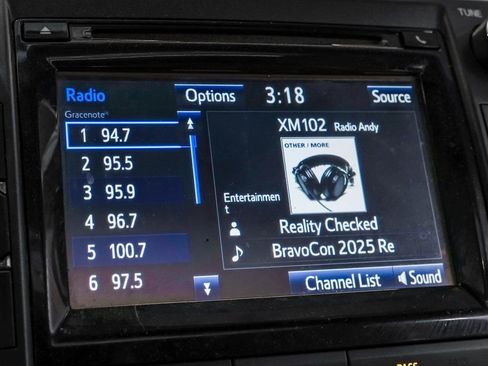 TUNE
Radio
Options
3:18
Source
Gracenote®
XM102 Radio Andy
1 94.7
OTHER / MORE
2 95.5
3 95.9
Entertainmen
t
4 96.7
Reality Checked
5 100.7
BravoCon 2025 Re
6 97.5
Channel List
Sound
PASS